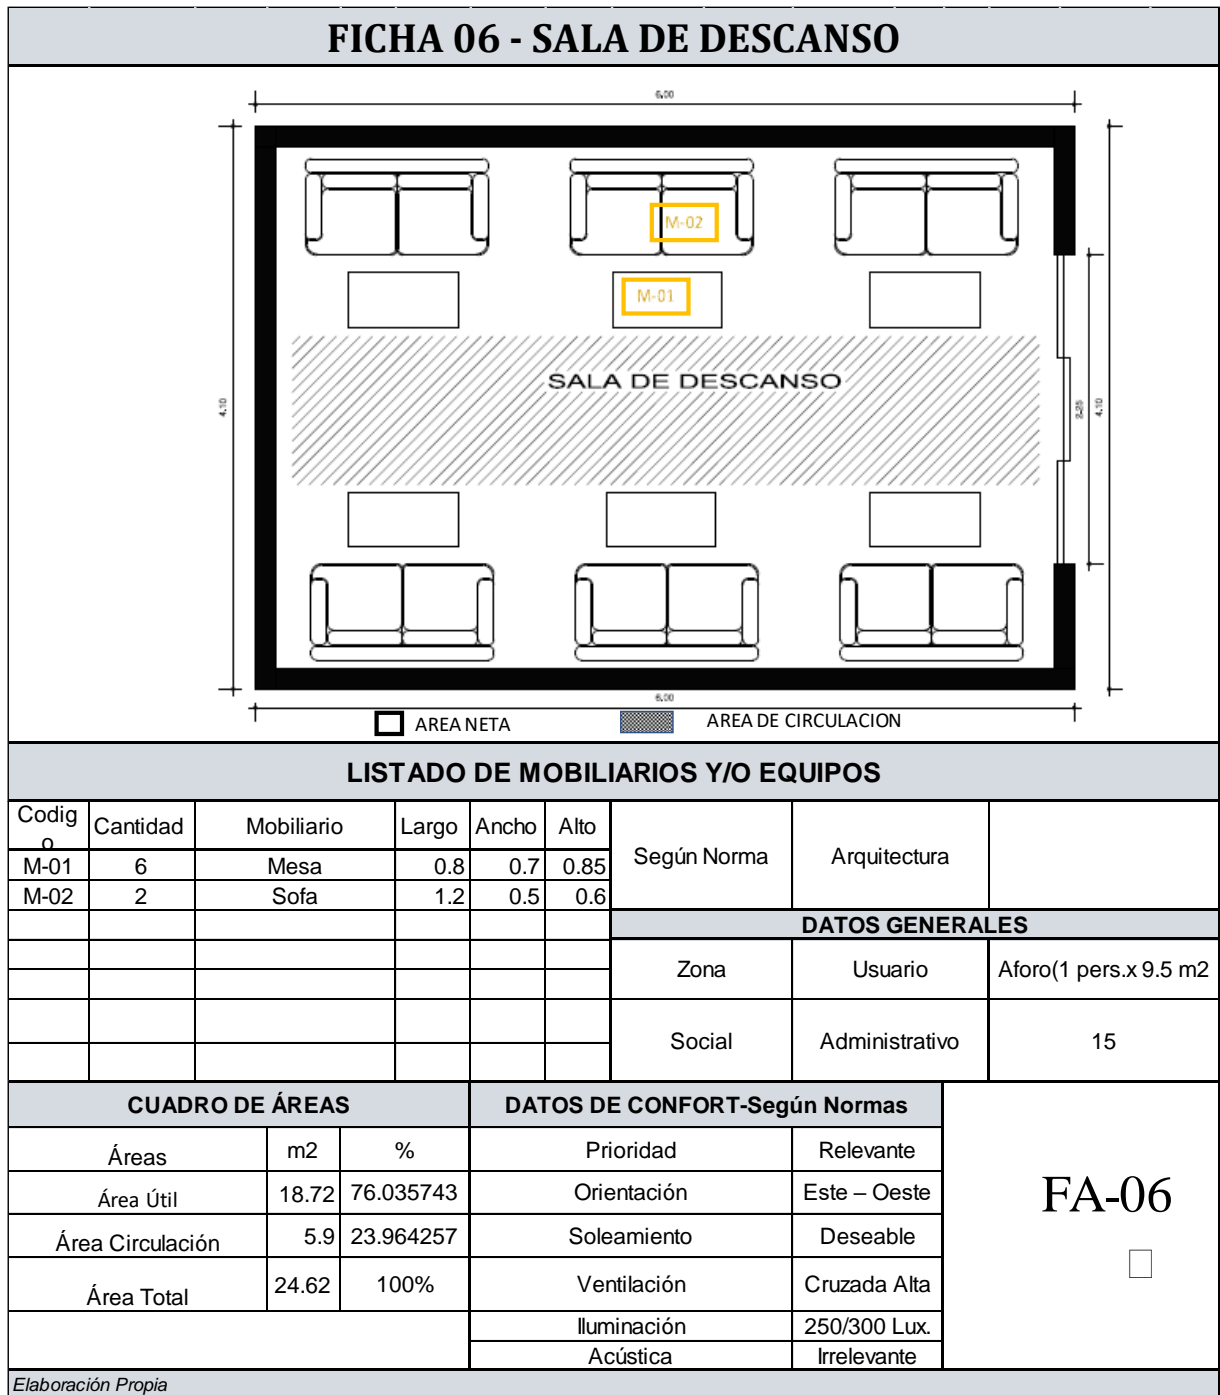 FICHA 06 - SALA DE DESCANSO
6.00
M-02
M-01
SALA DE DESCANSO
4.10
2.25
4.10
6.00
AREA NETA
AREA DE CIRCULACION
LISTADO DE MOBILIARIOS Y/O EQUIPOS
Codigo Cantidad Mobiliario Largo Ancho Alto
Según Norma Arquitectura
M-01 6 Mesa 0.8 0.7 0.85
M-02 2 Sofa 1.2 0.5 0.6
DATOS GENERALES
Zona Usuario Aforo(1 pers.x 9.5 m2
Social Administrativo 15
CUADRO DE ÁREAS
Áreas m2 %
Área Útil 18.72 76.035743
Área Circulación 5.9 23.964257
Área Total 24.62 100%
DATOS DE CONFORT-Según Normas
Prioridad Relevante
Orientación Este – Oeste
Soleamiento Deseable
Ventilación Cruzada Alta
Iluminación 250/300 Lux.
Acústica Irrelevante
FA-06
Elaboración Propia